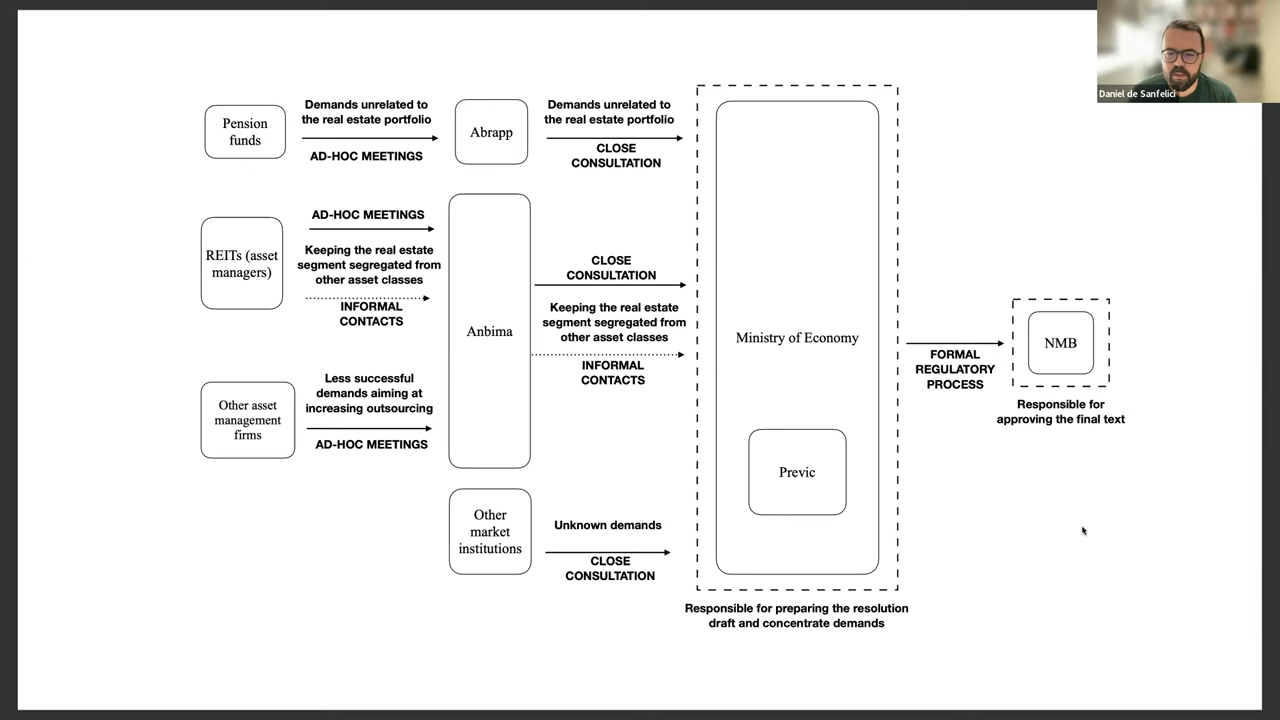 Daniel de Sanfelici
Pension
funds
Demands unrelated to
the real estate portfolio
AD-HOC MEETINGS
Abrapp
Demands unrelated to
the real estate portfolio
CLOSE
CONSULTATION
REITs (asset
managers)
AD-HOC MEETINGS
Keeping the real estate
segment segregated from
other asset classes
INFORMAL
CONTACTS
Other asset
management
firms
Less successful
demands aiming at
increasing outsourcing
AD-HOC MEETINGS
Anbima
CLOSE
CONSULTATION
Keeping the real estate
segment segregated from
other asset classes
INFORMAL
CONTACTS
Other
market
institutions
Unknown demands
CLOSE
CONSULTATION
Ministry of Economy
Previc
Responsible for preparing the resolution
draft and concentrate demands
FORMAL
REGULATORY
PROCESS
NMB
Responsible for
approving the final text